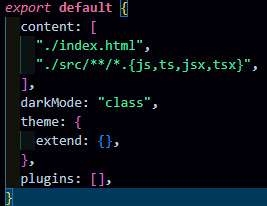 export default {
  content: [
    "./index.html",
    "./src/**/*.{js,ts,jsx,tsx}",
  ],
  darkMode: "class",
  theme: {
    extend: {},
  },
  plugins: [],
}